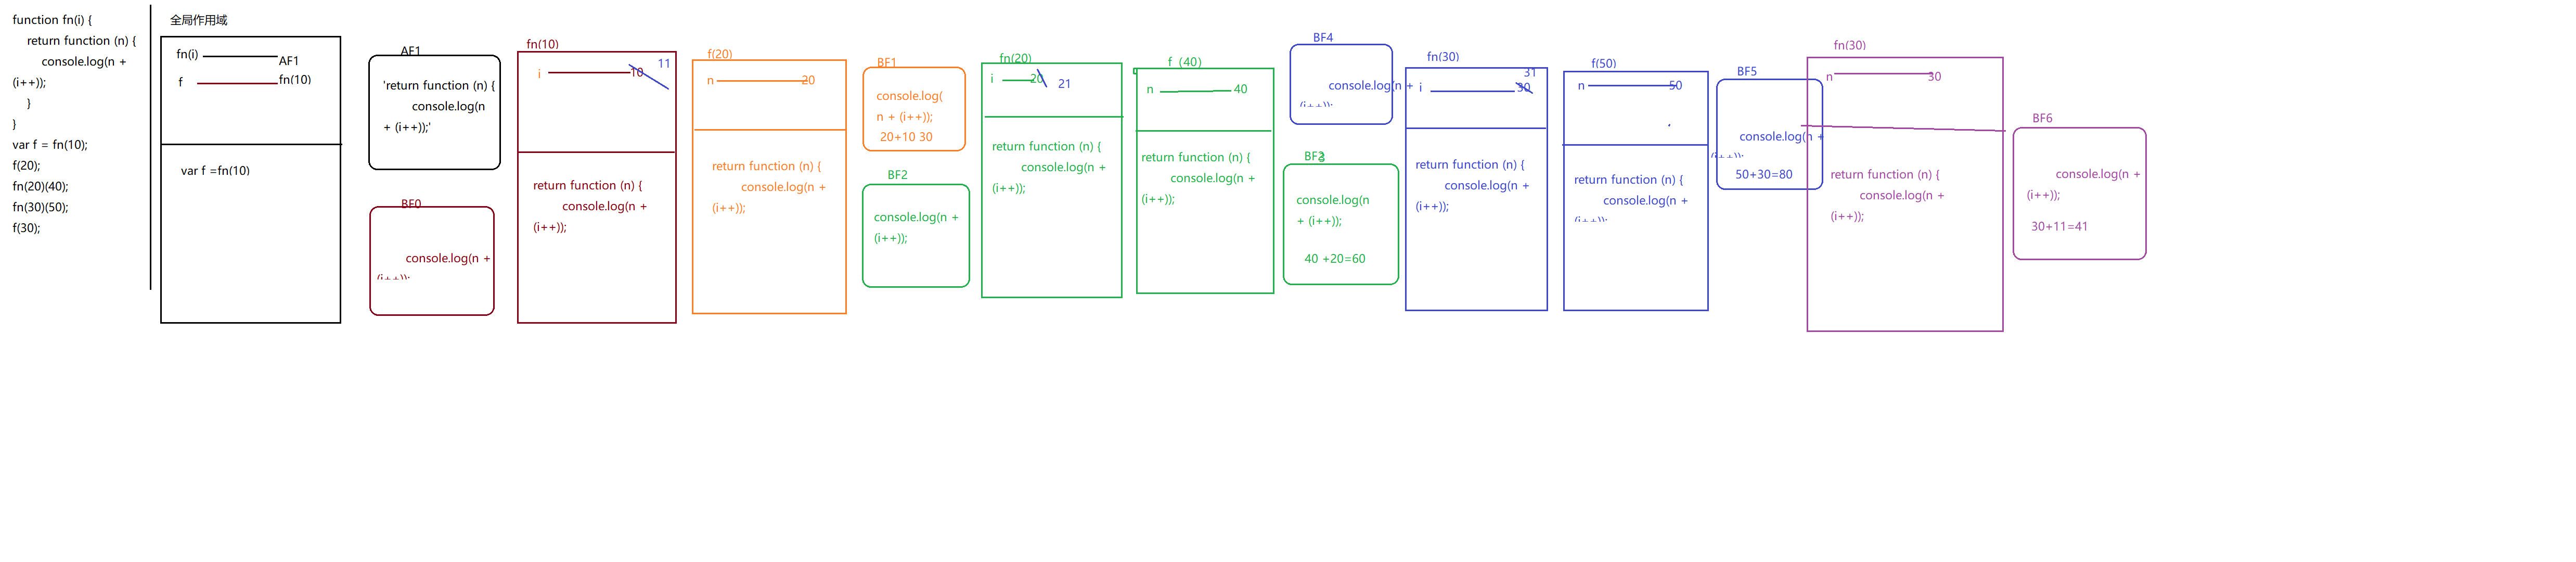 function fn(i) {
return function (n) {
console.log(n +
(i++));
}
}
var f = fn(10);
f(20);
fn(20)(40);
fn(30)(50);
f(30);
全局作用域
fn(i)
AF1
f
fn(10)
var f =fn(10)
AF1
'return function (n) {
console.log(n
+ (i++));'
BF0
console.log(n +
(i++));
fn(10)
i
10
11
return function (n) {
console.log(n +
(i++));
f(20)
n
20
return function (n) {
console.log(n +
(i++));
BF1
console.log(
n + (i++));
20+10 30
BF2
console.log(n +
(i++));
fn(20)
i
20
21
return function (n) {
console.log(n +
(i++));
f (40)
n
40
return function (n) {
console.log(n +
(i++));
BF4
console.log(n +
(i++));
BF3
console.log(n
+ (i++));
40 +20=60
fn(30)
i
30
31
return function (n) {
console.log(n +
(i++));
f(50)
n
50
return function (n) {
console.log(n +
(i++));
BF5
console.log(n +
(i++));
50+30=80
fn(30)
n
30
return function (n) {
console.log(n +
(i++));
BF6
console.log(n +
(i++));
30+11=41